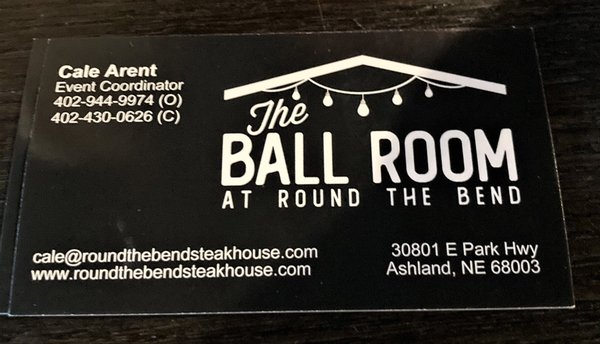 Cale Arent
Event Coordinator
402-944-9974 (O)
402-430-0626 (C)
The
BALL ROOM
AT ROUND THE BEND
cale@roundthebendsteakhouse.com
www.roundthebendsteakhouse.com
30801 E Park Hwy
Ashland, NE 68003